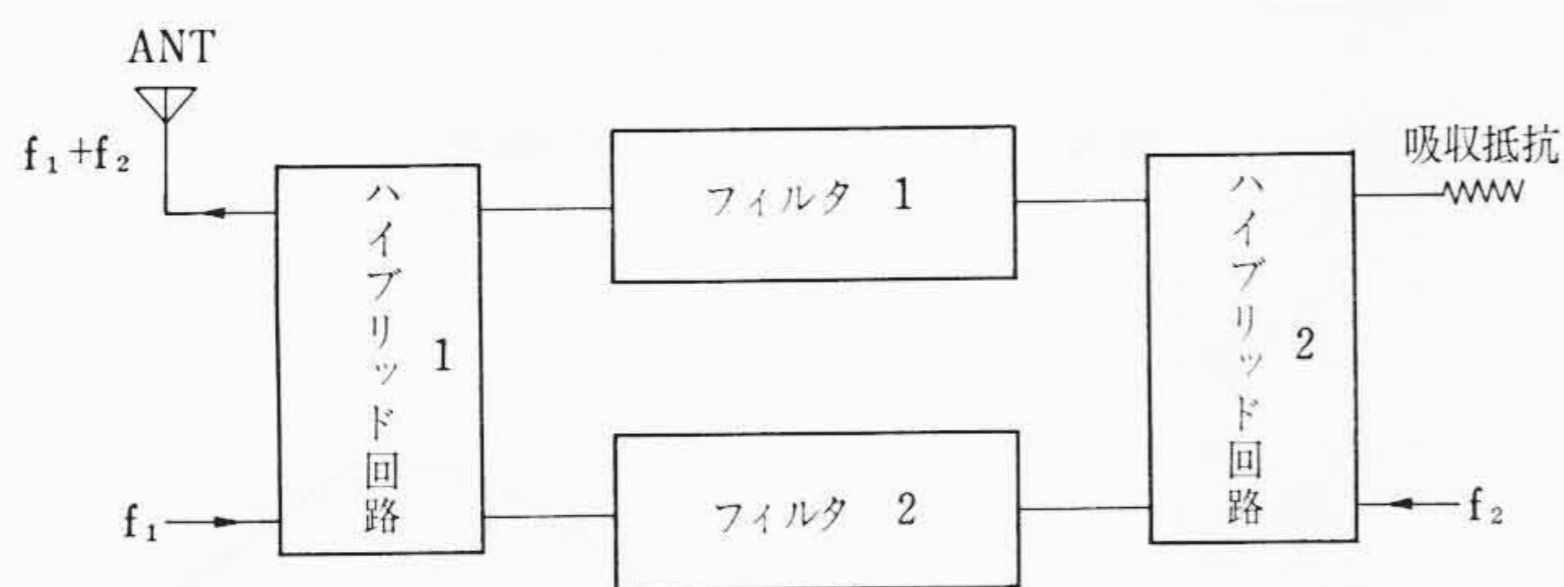 ANT
f₁+f₂
吸収抵抗
フィルタ 1
ハイブリッド回路 1
ハイブリッド回路 2
フィルタ 2
f₁
f₂